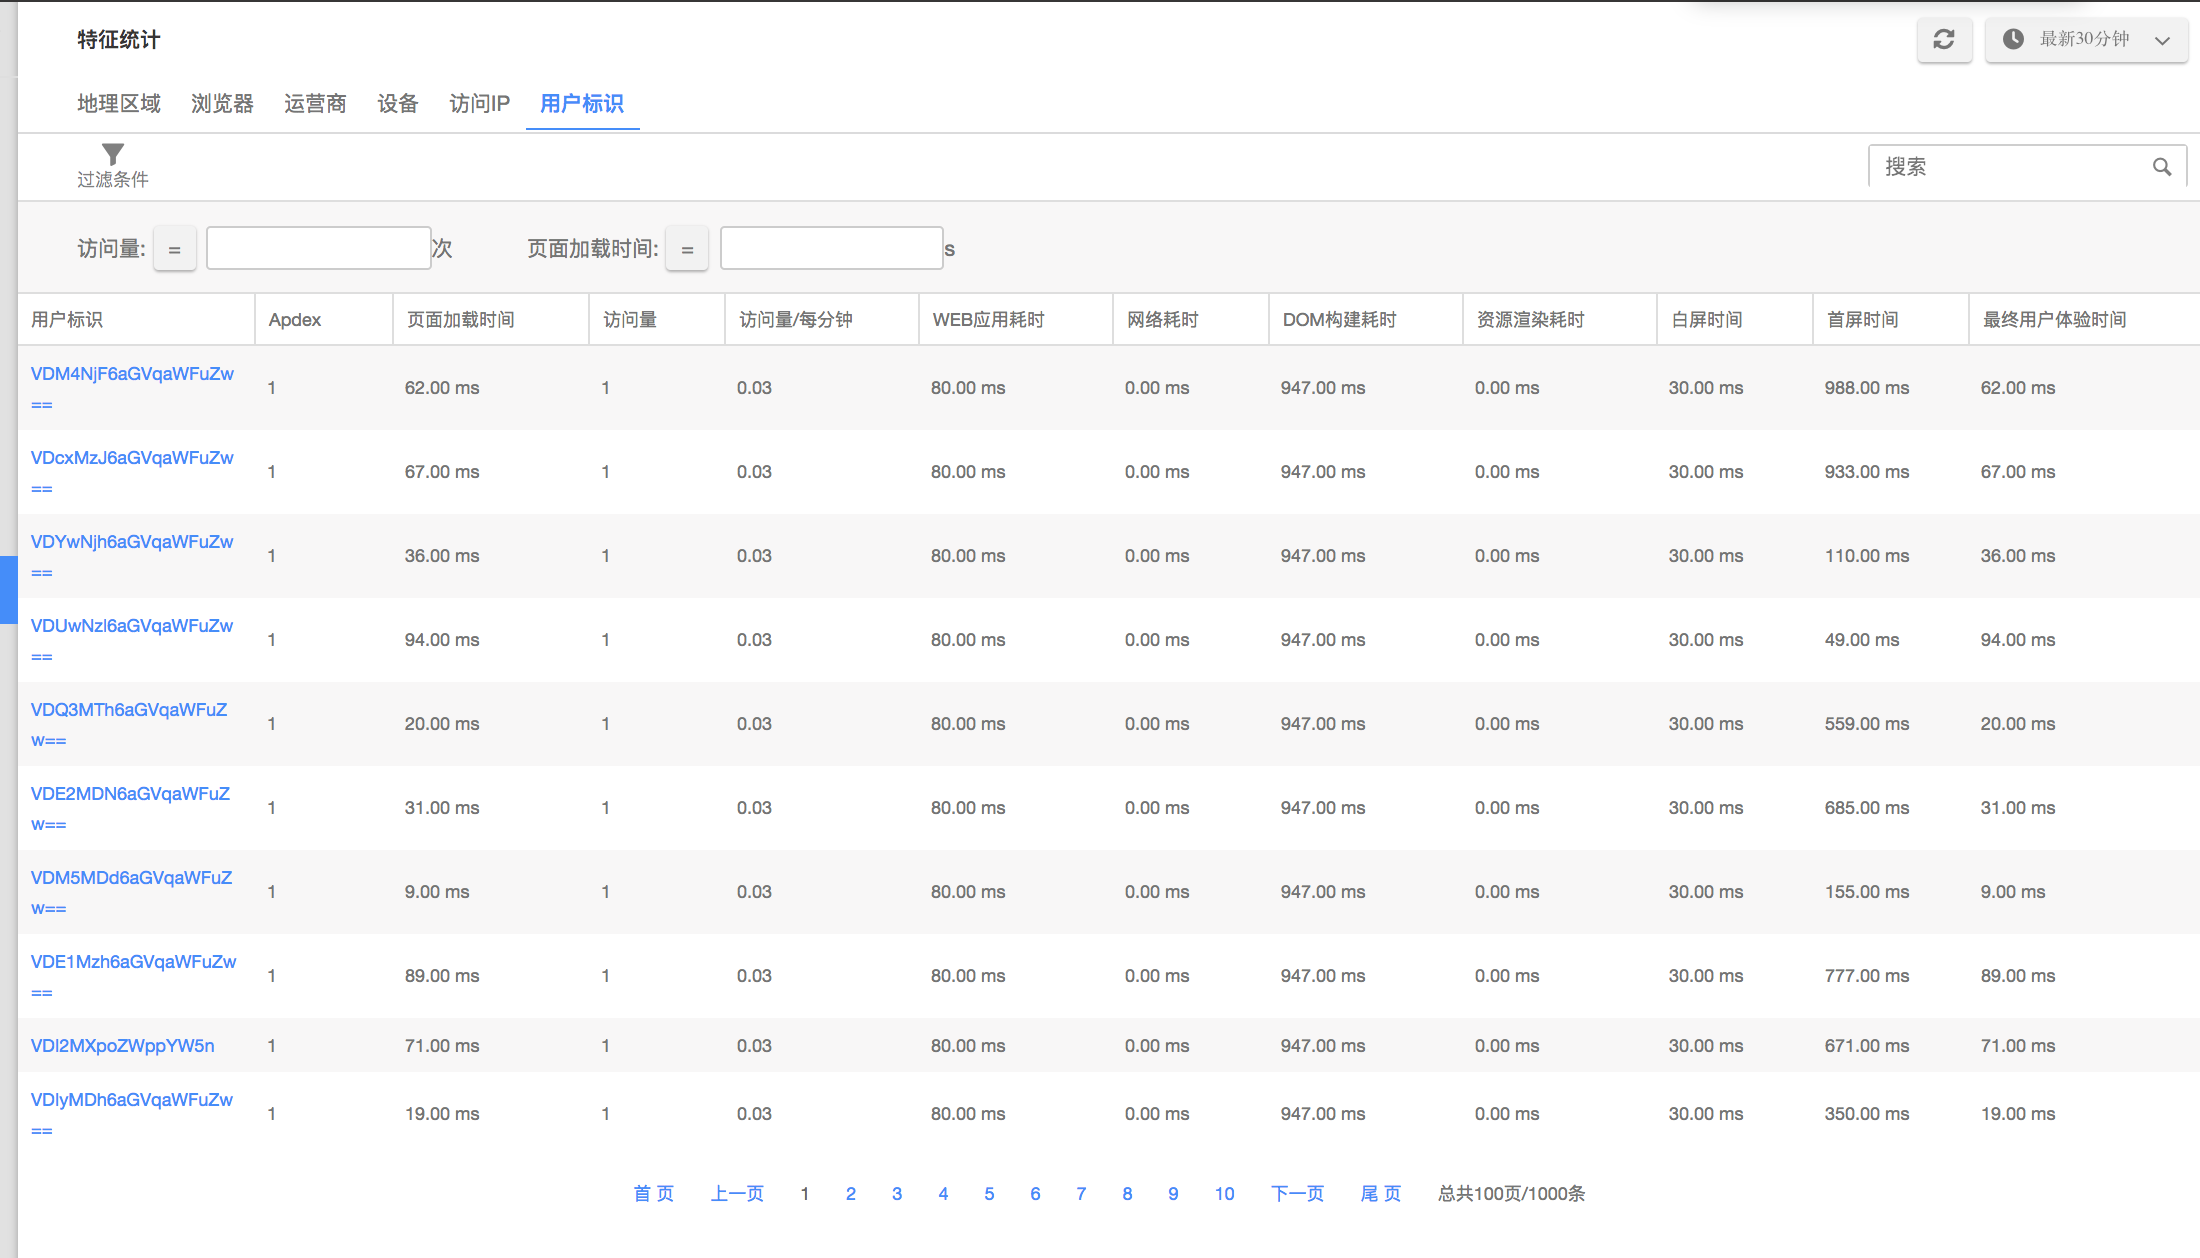 特征统计
最新30分钟
地理区域 浏览器 运营商 设备 访问IP 用户标识
过滤条件
搜索
访问量: = 次 页面加载时间: = s
用户标识 Apdex 页面加载时间 访问量 访问量/每分钟 WEB应用耗时 网络耗时 DOM构建耗时 资源渲染耗时 白屏时间 首屏时间 最终用户体验时间
VDM4NjF6aGVqaWFuZw
== 1 62.00 ms 1 0.03 80.00 ms 0.00 ms 947.00 ms 0.00 ms 30.00 ms 988.00 ms 62.00 ms
VDcxMzJ6aGVqaWFuZw
== 1 67.00 ms 1 0.03 80.00 ms 0.00 ms 947.00 ms 0.00 ms 30.00 ms 933.00 ms 67.00 ms
VDYwNjh6aGVqaWFuZw
== 1 36.00 ms 1 0.03 80.00 ms 0.00 ms 947.00 ms 0.00 ms 30.00 ms 110.00 ms 36.00 ms
VDUwNzI6aGVqaWFuZw
== 1 94.00 ms 1 0.03 80.00 ms 0.00 ms 947.00 ms 0.00 ms 30.00 ms 49.00 ms 94.00 ms
VDQ3MTh6aGVqaWFuZ
w== 1 20.00 ms 1 0.03 80.00 ms 0.00 ms 947.00 ms 0.00 ms 30.00 ms 559.00 ms 20.00 ms
VDE2MDN6aGVqaWFuZ
w== 1 31.00 ms 1 0.03 80.00 ms 0.00 ms 947.00 ms 0.00 ms 30.00 ms 685.00 ms 31.00 ms
VDM5MDd6aGVqaWFuZ
w== 1 9.00 ms 1 0.03 80.00 ms 0.00 ms 947.00 ms 0.00 ms 30.00 ms 155.00 ms 9.00 ms
VDE1Mzh6aGVqaWFuZw
== 1 89.00 ms 1 0.03 80.00 ms 0.00 ms 947.00 ms 0.00 ms 30.00 ms 777.00 ms 89.00 ms
VDI2MXpoZWppYW5n 1 71.00 ms 1 0.03 80.00 ms 0.00 ms 947.00 ms 0.00 ms 30.00 ms 671.00 ms 71.00 ms
VDIyMDh6aGVqaWFuZw
== 1 19.00 ms 1 0.03 80.00 ms 0.00 ms 947.00 ms 0.00 ms 30.00 ms 350.00 ms 19.00 ms
首 页 上一页 1 2 3 4 5 6 7 8 9 10 下一页 尾 页 总共100页/1000条